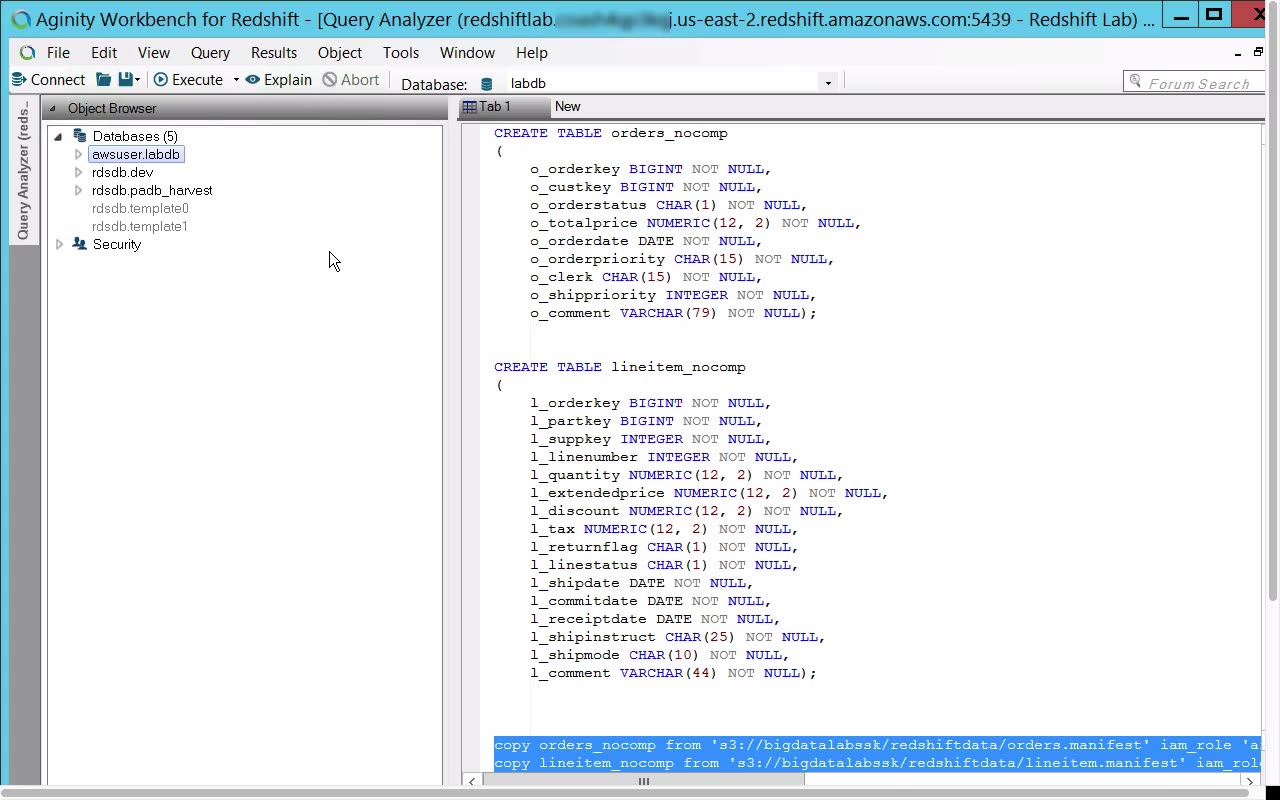 Aginity Workbench for Redshift - [Query Analyzer (redshiftlab. j.us-east-2.redshift.amazonaws.com:5439 - Redshift Lab) ...
File Edit View Query Results Object Tools Window Help
Connect Execute Explain Abort Database: labdb Forum Search
Query Analyzer (reds...
Object Browser
Databases (5)
awsuser.labdb
rdsdb.dev
rdsdb.padb_harvest
rdsdb.template0
rdsdb.template1
Security
Tab 1 New
CREATE TABLE orders_nocomp
(
o_orderkey BIGINT NOT NULL,
o_custkey BIGINT NOT NULL,
o_orderstatus CHAR(1) NOT NULL,
o_totalprice NUMERIC(12, 2) NOT NULL,
o_orderdate DATE NOT NULL,
o_orderpriority CHAR(15) NOT NULL,
o_clerk CHAR(15) NOT NULL,
o_shippriority INTEGER NOT NULL,
o_comment VARCHAR(79) NOT NULL);
CREATE TABLE lineitem_nocomp
(
l_orderkey BIGINT NOT NULL,
l_partkey BIGINT NOT NULL,
l_suppkey INTEGER NOT NULL,
l_linenumber INTEGER NOT NULL,
l_quantity NUMERIC(12, 2) NOT NULL,
l_extendedprice NUMERIC(12, 2) NOT NULL,
l_discount NUMERIC(12, 2) NOT NULL,
l_tax NUMERIC(12, 2) NOT NULL,
l_returnflag CHAR(1) NOT NULL,
l_linestatus CHAR(1) NOT NULL,
l_shipdate DATE NOT NULL,
l_commitdate DATE NOT NULL,
l_receiptdate DATE NOT NULL,
l_shipinstruct CHAR(25) NOT NULL,
l_shipmode CHAR(10) NOT NULL,
l_comment VARCHAR(44) NOT NULL);
copy orders_nocomp from 's3://bigdatalabssk/redshiftdata/orders.manifest' iam_role 'a
copy lineitem_nocomp from 's3://bigdatalabssk/redshiftdata/lineitem.manifest' iam_rol